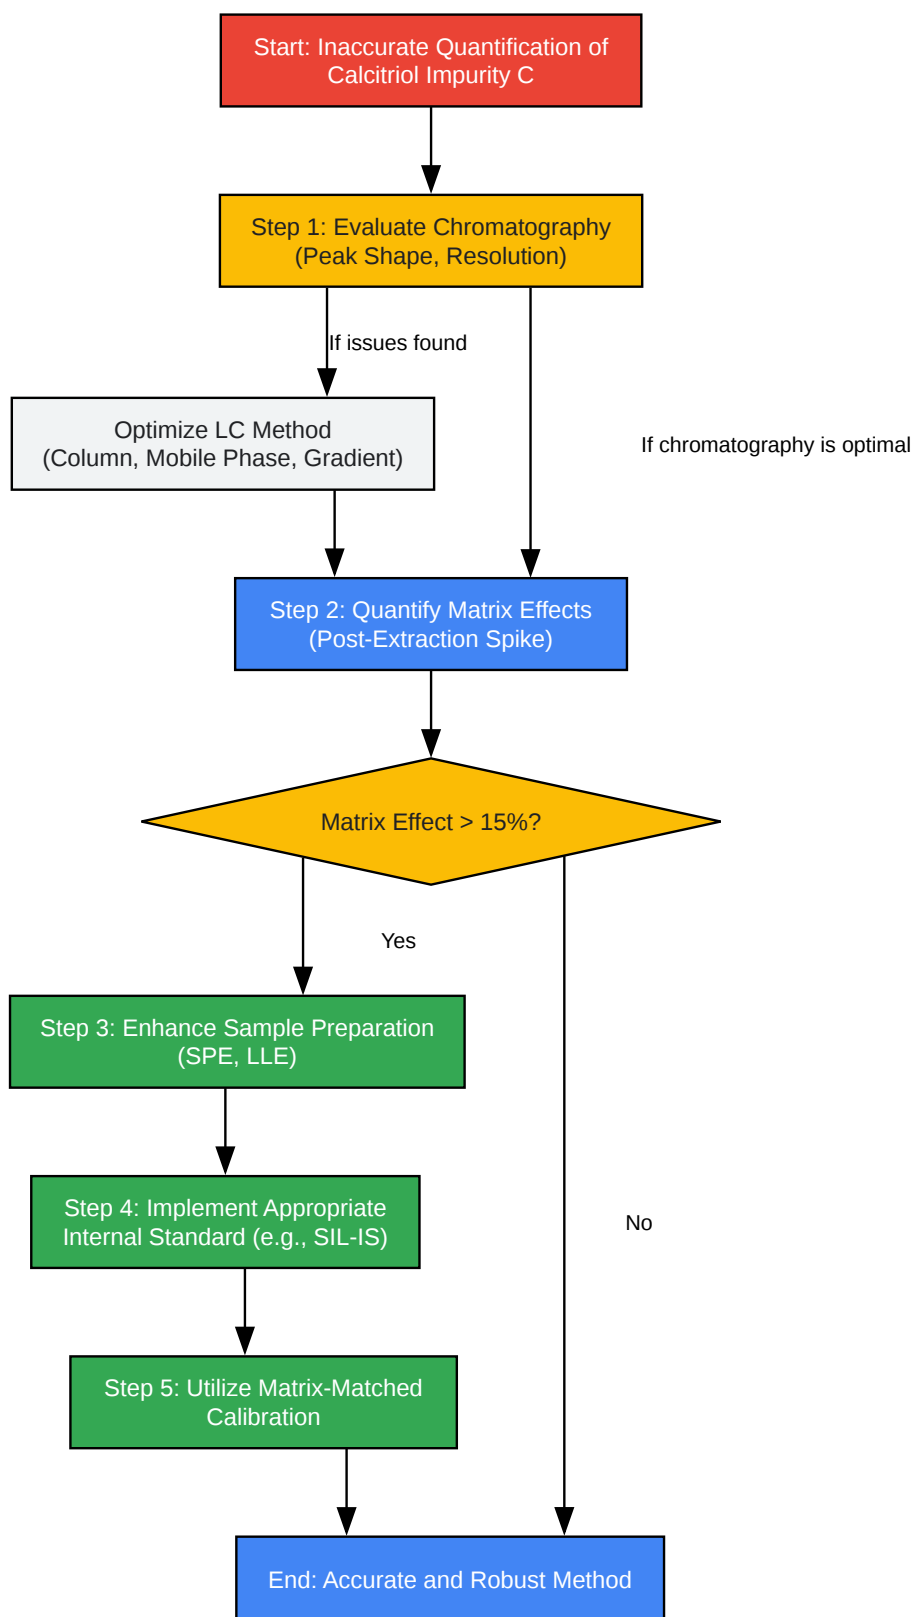 Start: Inaccurate Quantification of
Calcitriol Impurity C
Step 1: Evaluate Chromatography
(Peak Shape, Resolution)
If issues found
Optimize LC Method
(Column, Mobile Phase, Gradient)
If chromatography is optimal
Step 2: Quantify Matrix Effects
(Post-Extraction Spike)
Matrix Effect > 15%?
Yes
Step 3: Enhance Sample Preparation
(SPE, LLE)
Step 4: Implement Appropriate
Internal Standard (e.g., SIL-IS)
No
Step 5: Utilize Matrix-Matched
Calibration
End: Accurate and Robust Method